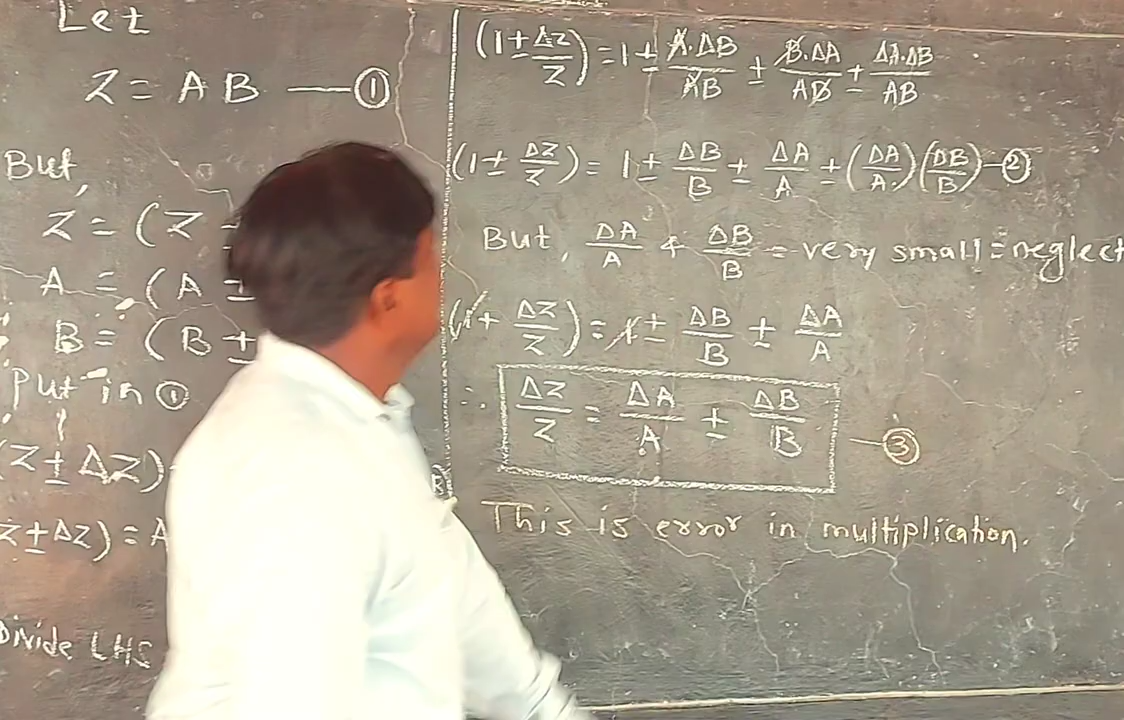 Let
Z = AB —①
But,
Z = (Z
A = (A ±
B = (B ±
Put in ①
(Z ± ΔZ)
Z ± ΔZ) = A
Divide LHS
(1 ± ΔZ/Z) = 1 ± A.ΔB/AB ± B.ΔA/AB ± ΔA.ΔB/AB
(1 ± ΔZ/Z) = 1 ± ΔB/B ± ΔA/A ± (ΔA/A)(ΔB/B) —②
But, ΔA/A & ΔB/B = very small = neglect
(1 + ΔZ/Z) = 1 ± ΔB/B ± ΔA/A
∴ ΔZ/Z = ΔA/A ± ΔB/B —③
This is error in multiplication.